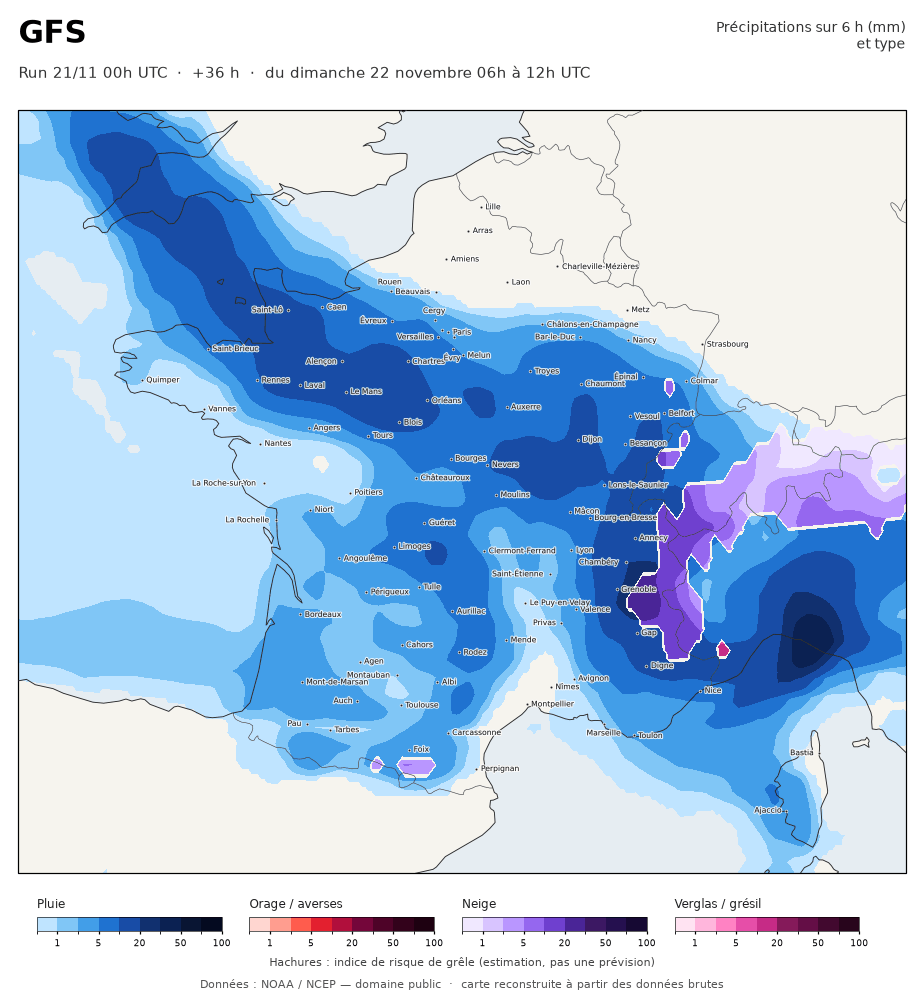 GFS
Précipitations sur 6 h (mm)
et type
Run 21/11 00h UTC · +36 h · du dimanche 22 novembre 06h à 12h UTC
Lille
Arras
Amiens
Charleville-Mézières
Rouen
Laon
Beauvais
Saint-Lô
Caen
Cergy
Metz
Évreux
Châlons-en-Champagne
Versailles
Paris
Bar-le-Duc
Nancy
Strasbourg
Saint-Brieuc
Alençon
Chartres
Évry
Melun
Quimper
Rennes
Laval
Le Mans
Troyes
Chaumont
Épinal
Colmar
Vannes
Orléans
Auxerre
Vesoul
Belfort
Angers
Tours
Blois
Nantes
Dijon
Besançon
Bourges
Nevers
La Roche-sur-Yon
Poitiers
Châteauroux
Moulins
Lons-le-Saunier
Niort
La Rochelle
Guéret
Mâcon
Bourg-en-Bresse
Annecy
Angoulême
Limoges
Clermont-Ferrand
Lyon
Chambéry
Saint-Étienne
Périgueux
Tulle
Grenoble
Bordeaux
Aurillac
Le Puy-en-Velay
Valence
Privas
Gap
Cahors
Rodez
Mende
Agen
Digne
Montauban
Mont-de-Marsan
Albi
Avignon
Nîmes
Nice
Auch
Toulouse
Montpellier
Pau
Tarbes
Carcassonne
Marseille
Toulon
Foix
Bastia
Perpignan
Ajaccio
Pluie
Orage / averses
Neige
Verglas / grésil
1 5 20 50 100
1 5 20 50 100
1 5 20 50 100
1 5 20 50 100
Hachures : indice de risque de grêle (estimation, pas une prévision)
Données : NOAA / NCEP — domaine public · carte reconstruite à partir des données brutes